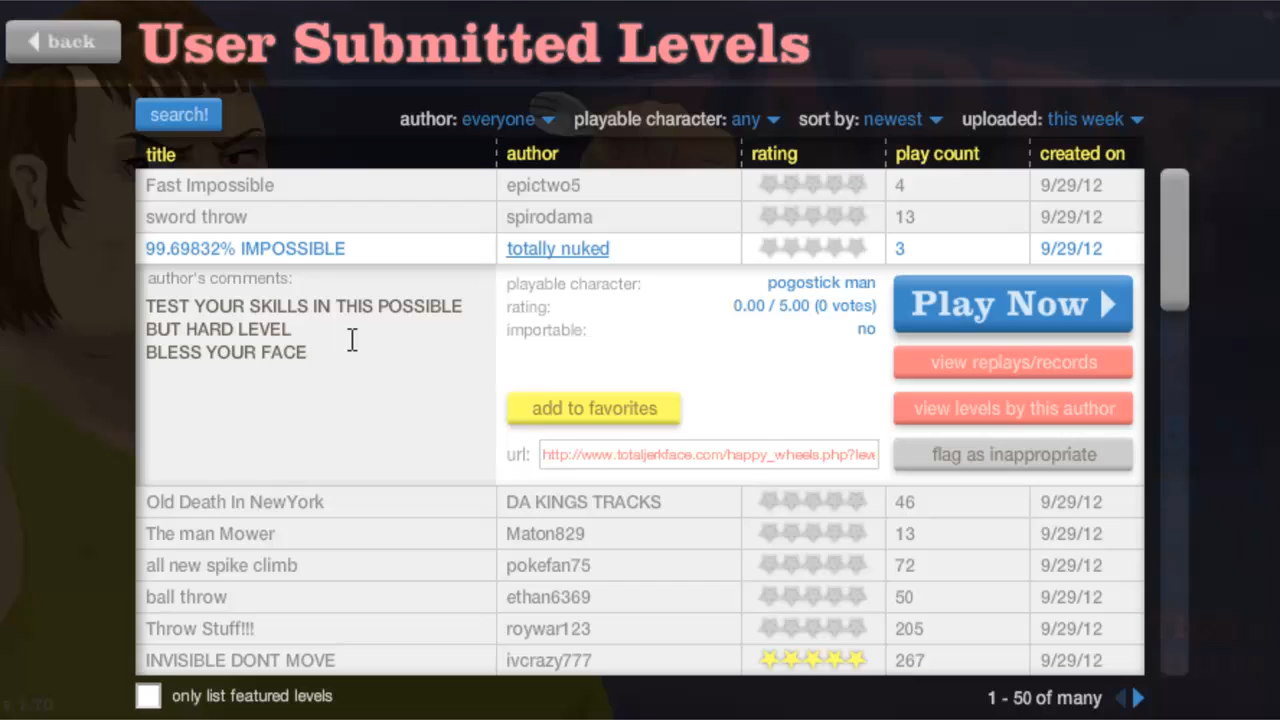 back
User Submitted Levels
search!
author: everyone playable character: any sort by: newest uploaded: this week
title author rating play count created on
Fast Impossible epictwo5 4 9/29/12
sword throw spirodama 13 9/29/12
99.69832% IMPOSSIBLE totally nuked 3 9/29/12
author's comments:
TEST YOUR SKILLS IN THIS POSSIBLE
BUT HARD LEVEL
BLESS YOUR FACE
playable character: pogostick man
rating: 0.00 / 5.00 (0 votes)
importable: no
add to favorites
url: http://www.totaljerkface.com/happy_wheels.php?leve
Play Now
view replays/records
view levels by this author
flag as inappropriate
Old Death In NewYork DA KINGS TRACKS 46 9/29/12
The man Mower Maton829 13 9/29/12
all new spike climb pokefan75 72 9/29/12
ball throw ethan6369 50 9/29/12
Throw Stuff!!! roywar123 205 9/29/12
INVISIBLE DONT MOVE ivcrazy777 267 9/29/12
only list featured levels
1 - 50 of many